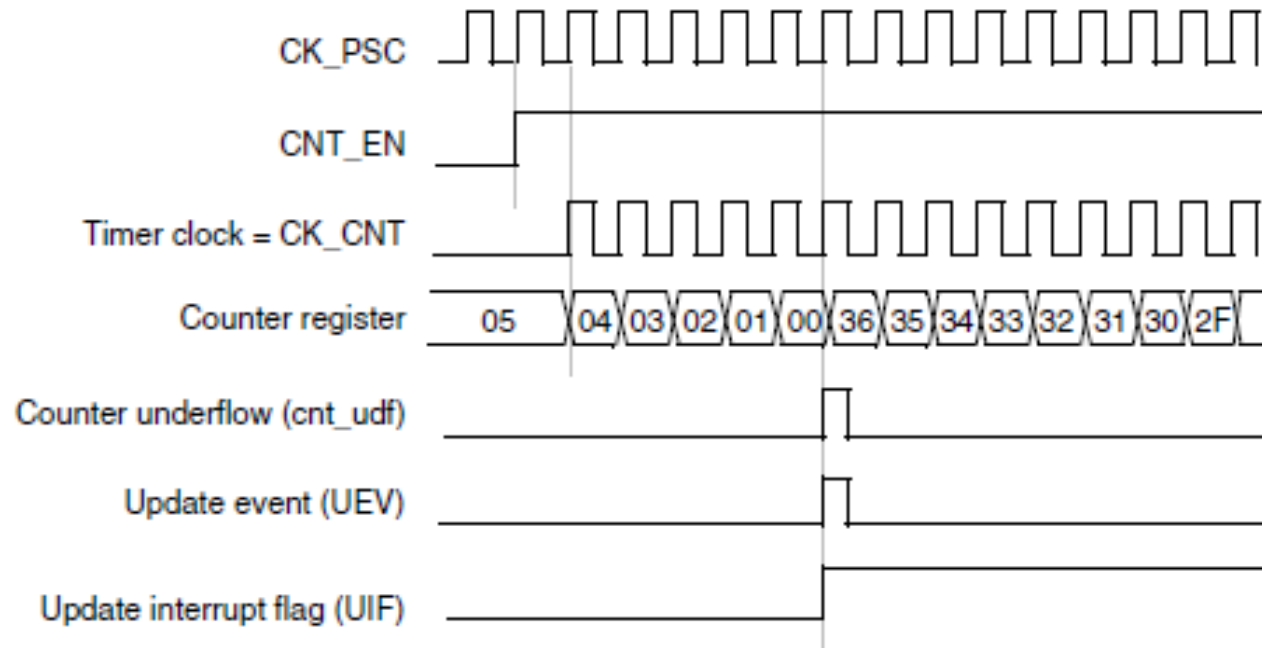 CK_PSC
CNT_EN
Timer clock = CK_CNT
Counter register 05 04 03 02 01 00 36 35 34 33 32 31 30 2F
Counter underflow (cnt_udf)
Update event (UEV)
Update interrupt flag (UIF)